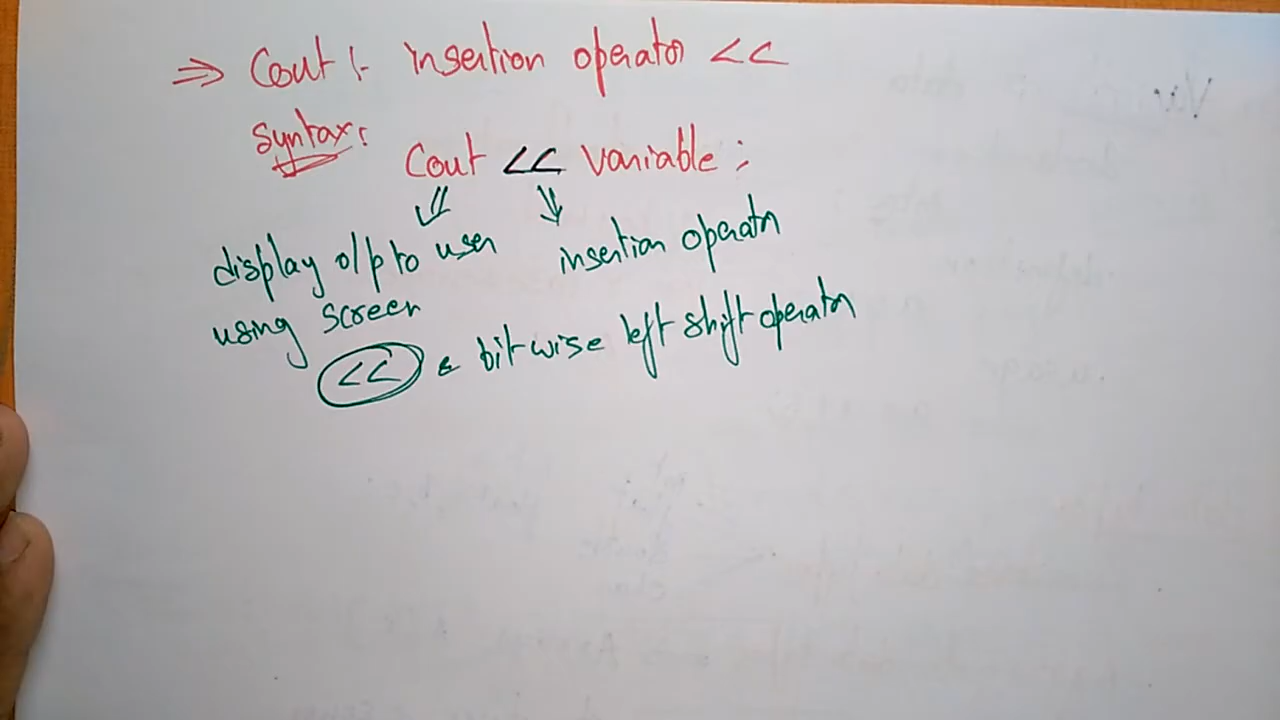 ⇒ Cout :- insertion operator <<
Syntax:
Cout << variable;
display o/p to user
using screen
insertion operator
<< & bitwise left shift operator